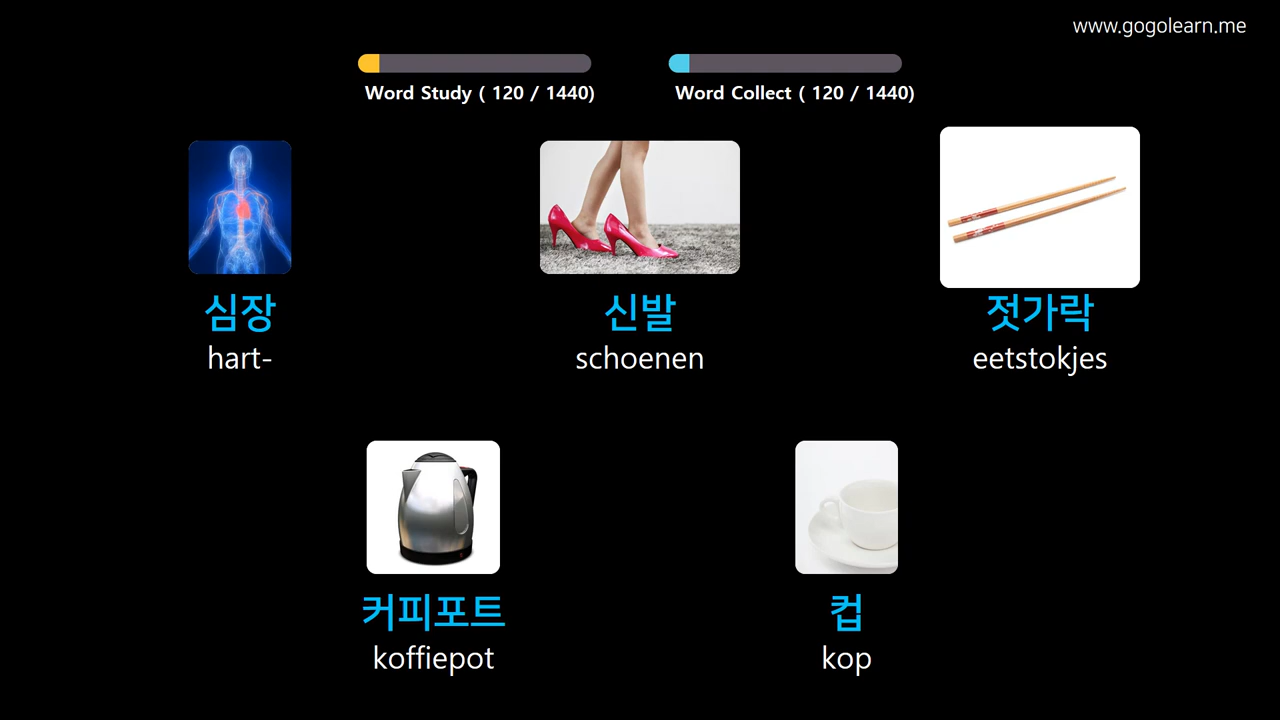 www.gogolearn.me
Word Study ( 120 / 1440)
Word Collect ( 120 / 1440)
심장
hart-
신발
schoenen
젓가락
eetstokjes
커피포트
koffiepot
컵
kop